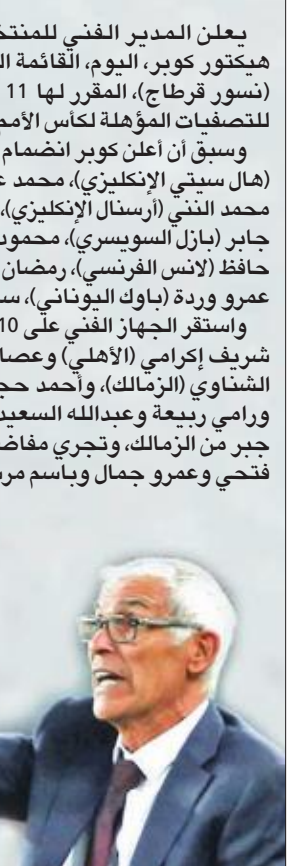 يعلن المدير الفني للمنتخ
هيكتور كوبر، اليوم، القائمة ال
(نسور قرطاج)، المقرر لها 11
للتصفيات المؤهلة لكأس الأمم
وسبق أن أعلن كوبر انضمام
(هال سيتي الإنكليزي)، محمد ع
محمد النني (أرسنال الإنكليزي)،
جابر (بازل السويسري)، محمود
حافظ (لانس الفرنسي)، رمضان
عمرو وردة (باوك اليوناني)، س
واستقر الجهاز الفني على 10
شريف إكرامي (الأهلي) وعصا
الشناوي (الزمالك)، وأحمد حج
ورامي ربيعة وعبدالله السعيد
جبر من الزمالك، وتجري مفاض
فتحي وعمرو جمال وباسم مر